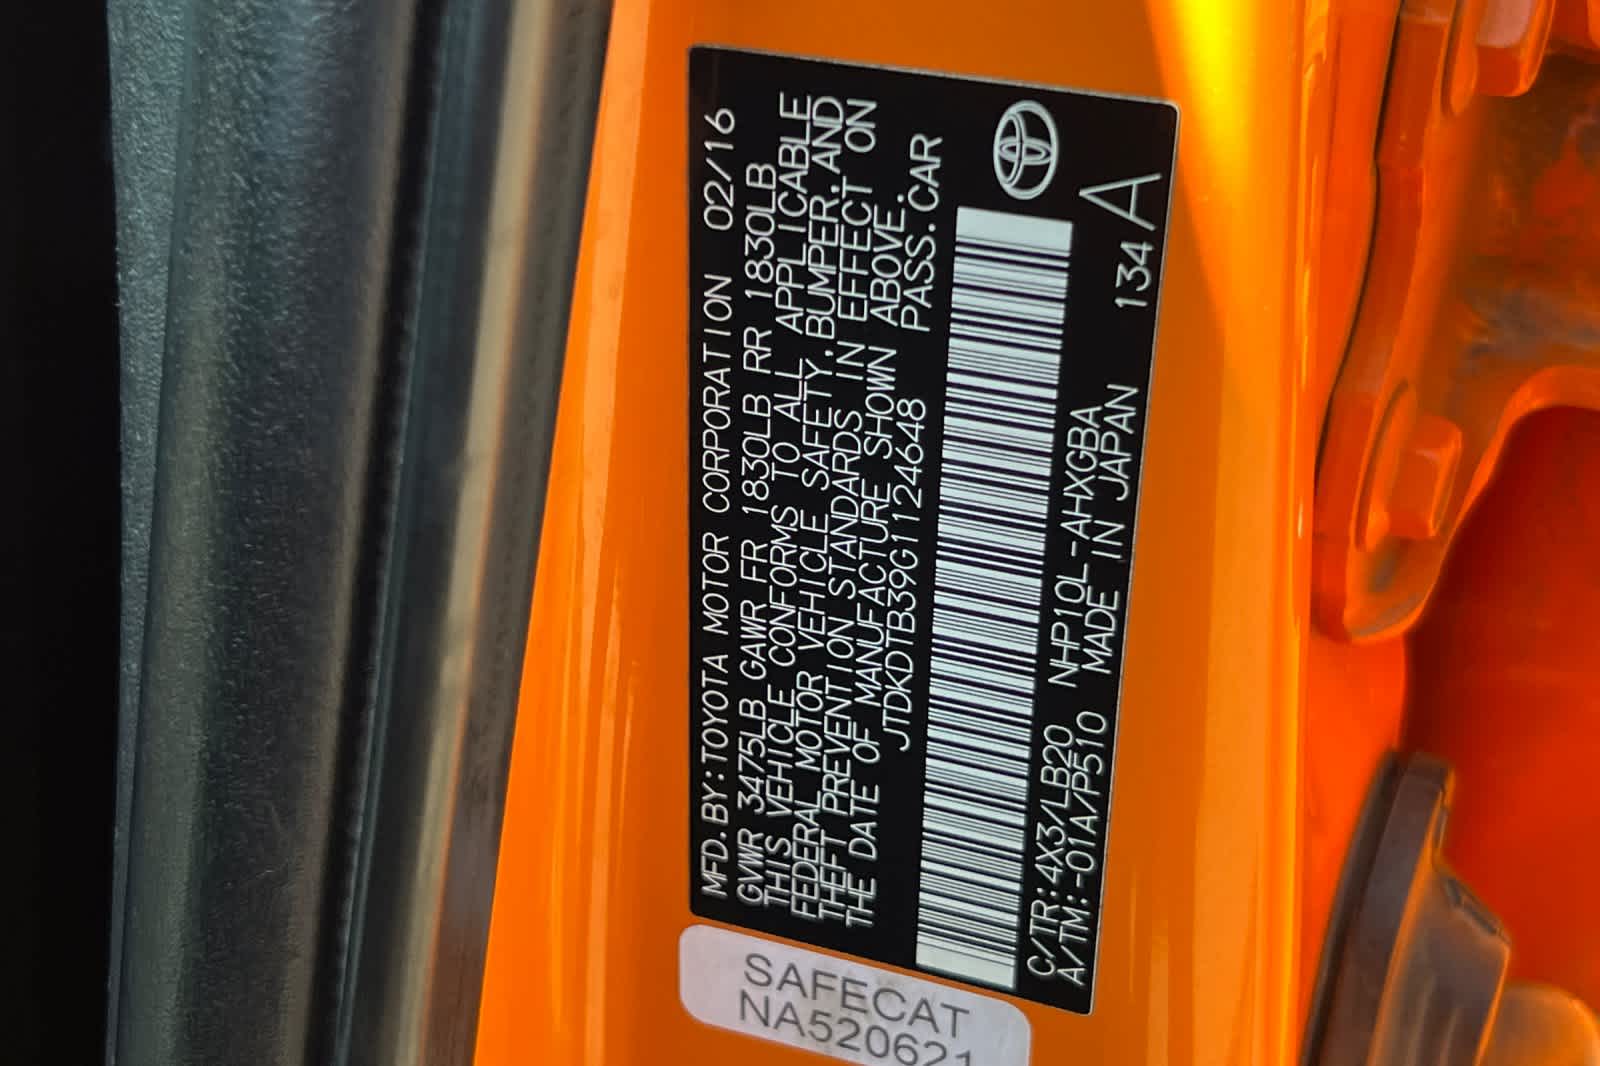 MFD.BY:TOYOTA MOTOR CORPORATION 02/16
GVWR 3475LB GAWR FR 1830LB RR 1830LB
THIS VEHICLE CONFORMS TO ALL APPLICABLE
FEDERAL MOTOR VEHICLE SAFETY,BUMPER,AND
THEFT PREVENTION STANDARDS IN EFFECT ON
THE DATE OF MANUFACTURE SHOWN ABOVE.
JTDKDTB39G1124648 PASS.CAR
C/TR:4X3/LB20 NHP10L-AHXGBA
A/TM:-01A/P510 MADE IN JAPAN 134 A
SAFECAT
NA520621